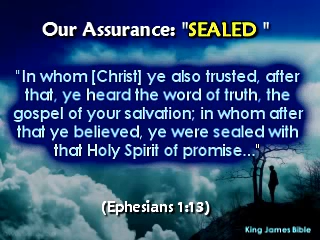 Our Assurance: "SEALED "
"In whom [Christ] ye also trusted, after
that, ye heard the word of truth, the
gospel of your salvation; in whom after
that ye believed, ye were sealed with
that Holy Spirit of promise..."
(Ephesians 1:13)
King James Bible